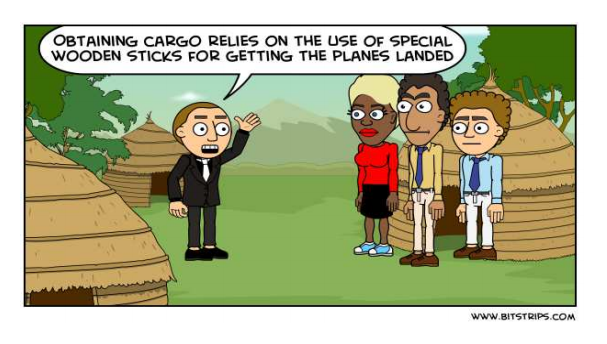 OBTAINING CARGO RELIES ON THE USE OF SPECIAL
WOODEN STICKS FOR GETTING THE PLANES LANDED
WWW.BITSTRIPS.COM